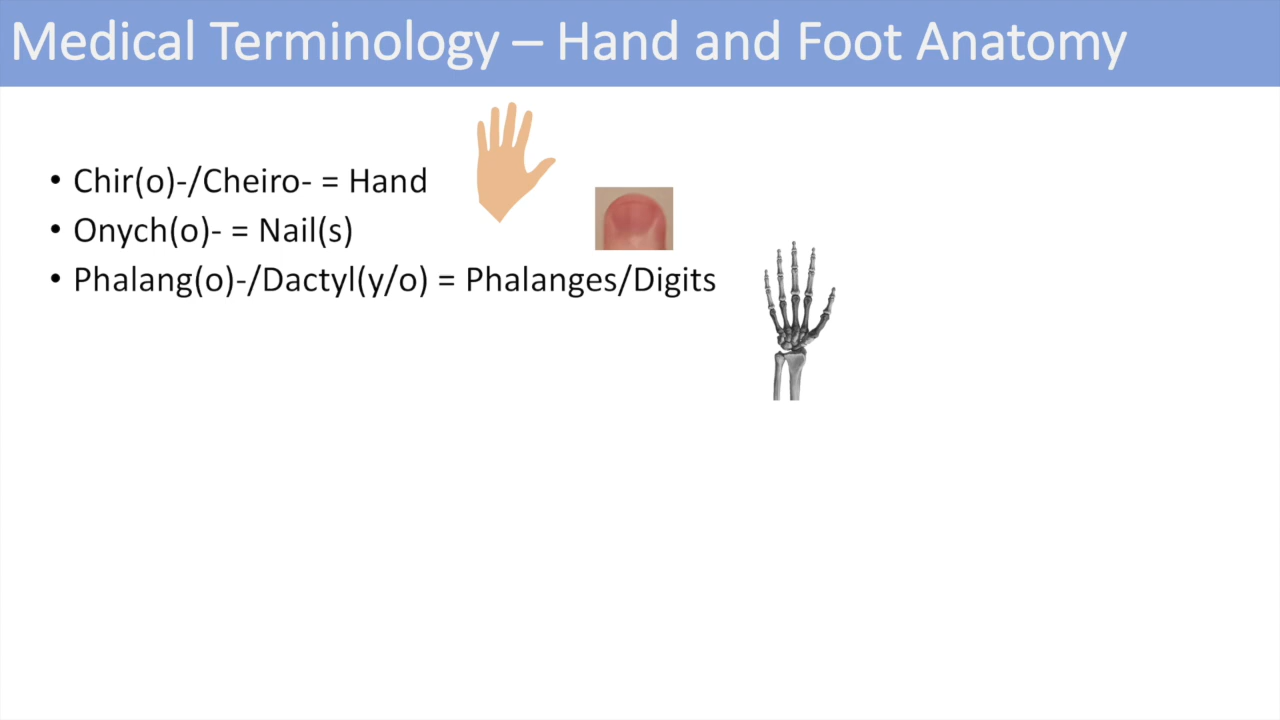 Medical Terminology – Hand and Foot Anatomy
• Chir(o)-/Cheiro- = Hand
• Onych(o)- = Nail(s)
• Phalang(o)-/Dactyl(y/o) = Phalanges/Digits